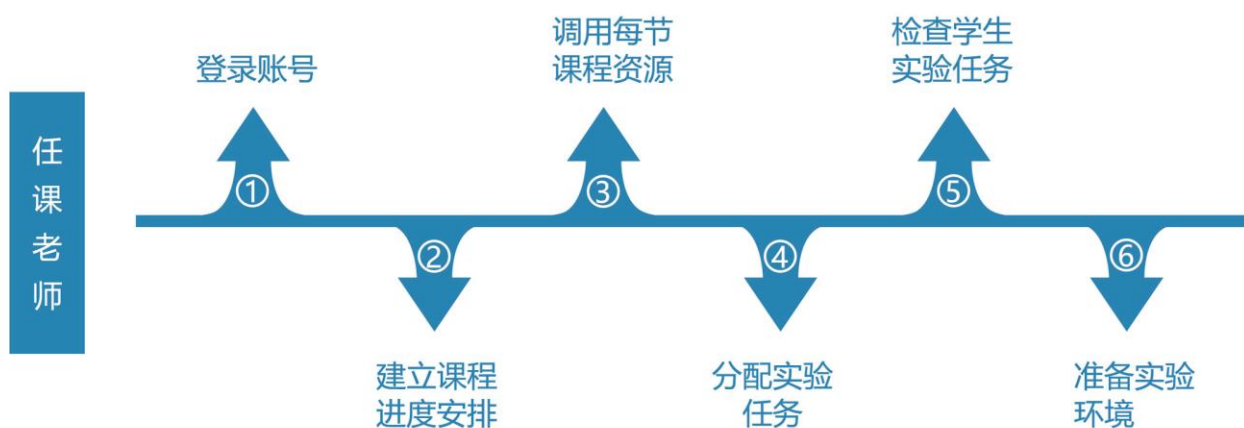 任课老师
①
登录账号
②
建立课程
进度安排
③
调用每节
课程资源
④
分配实验
任务
⑤
检查学生
实验任务
⑥
准备实验
环境